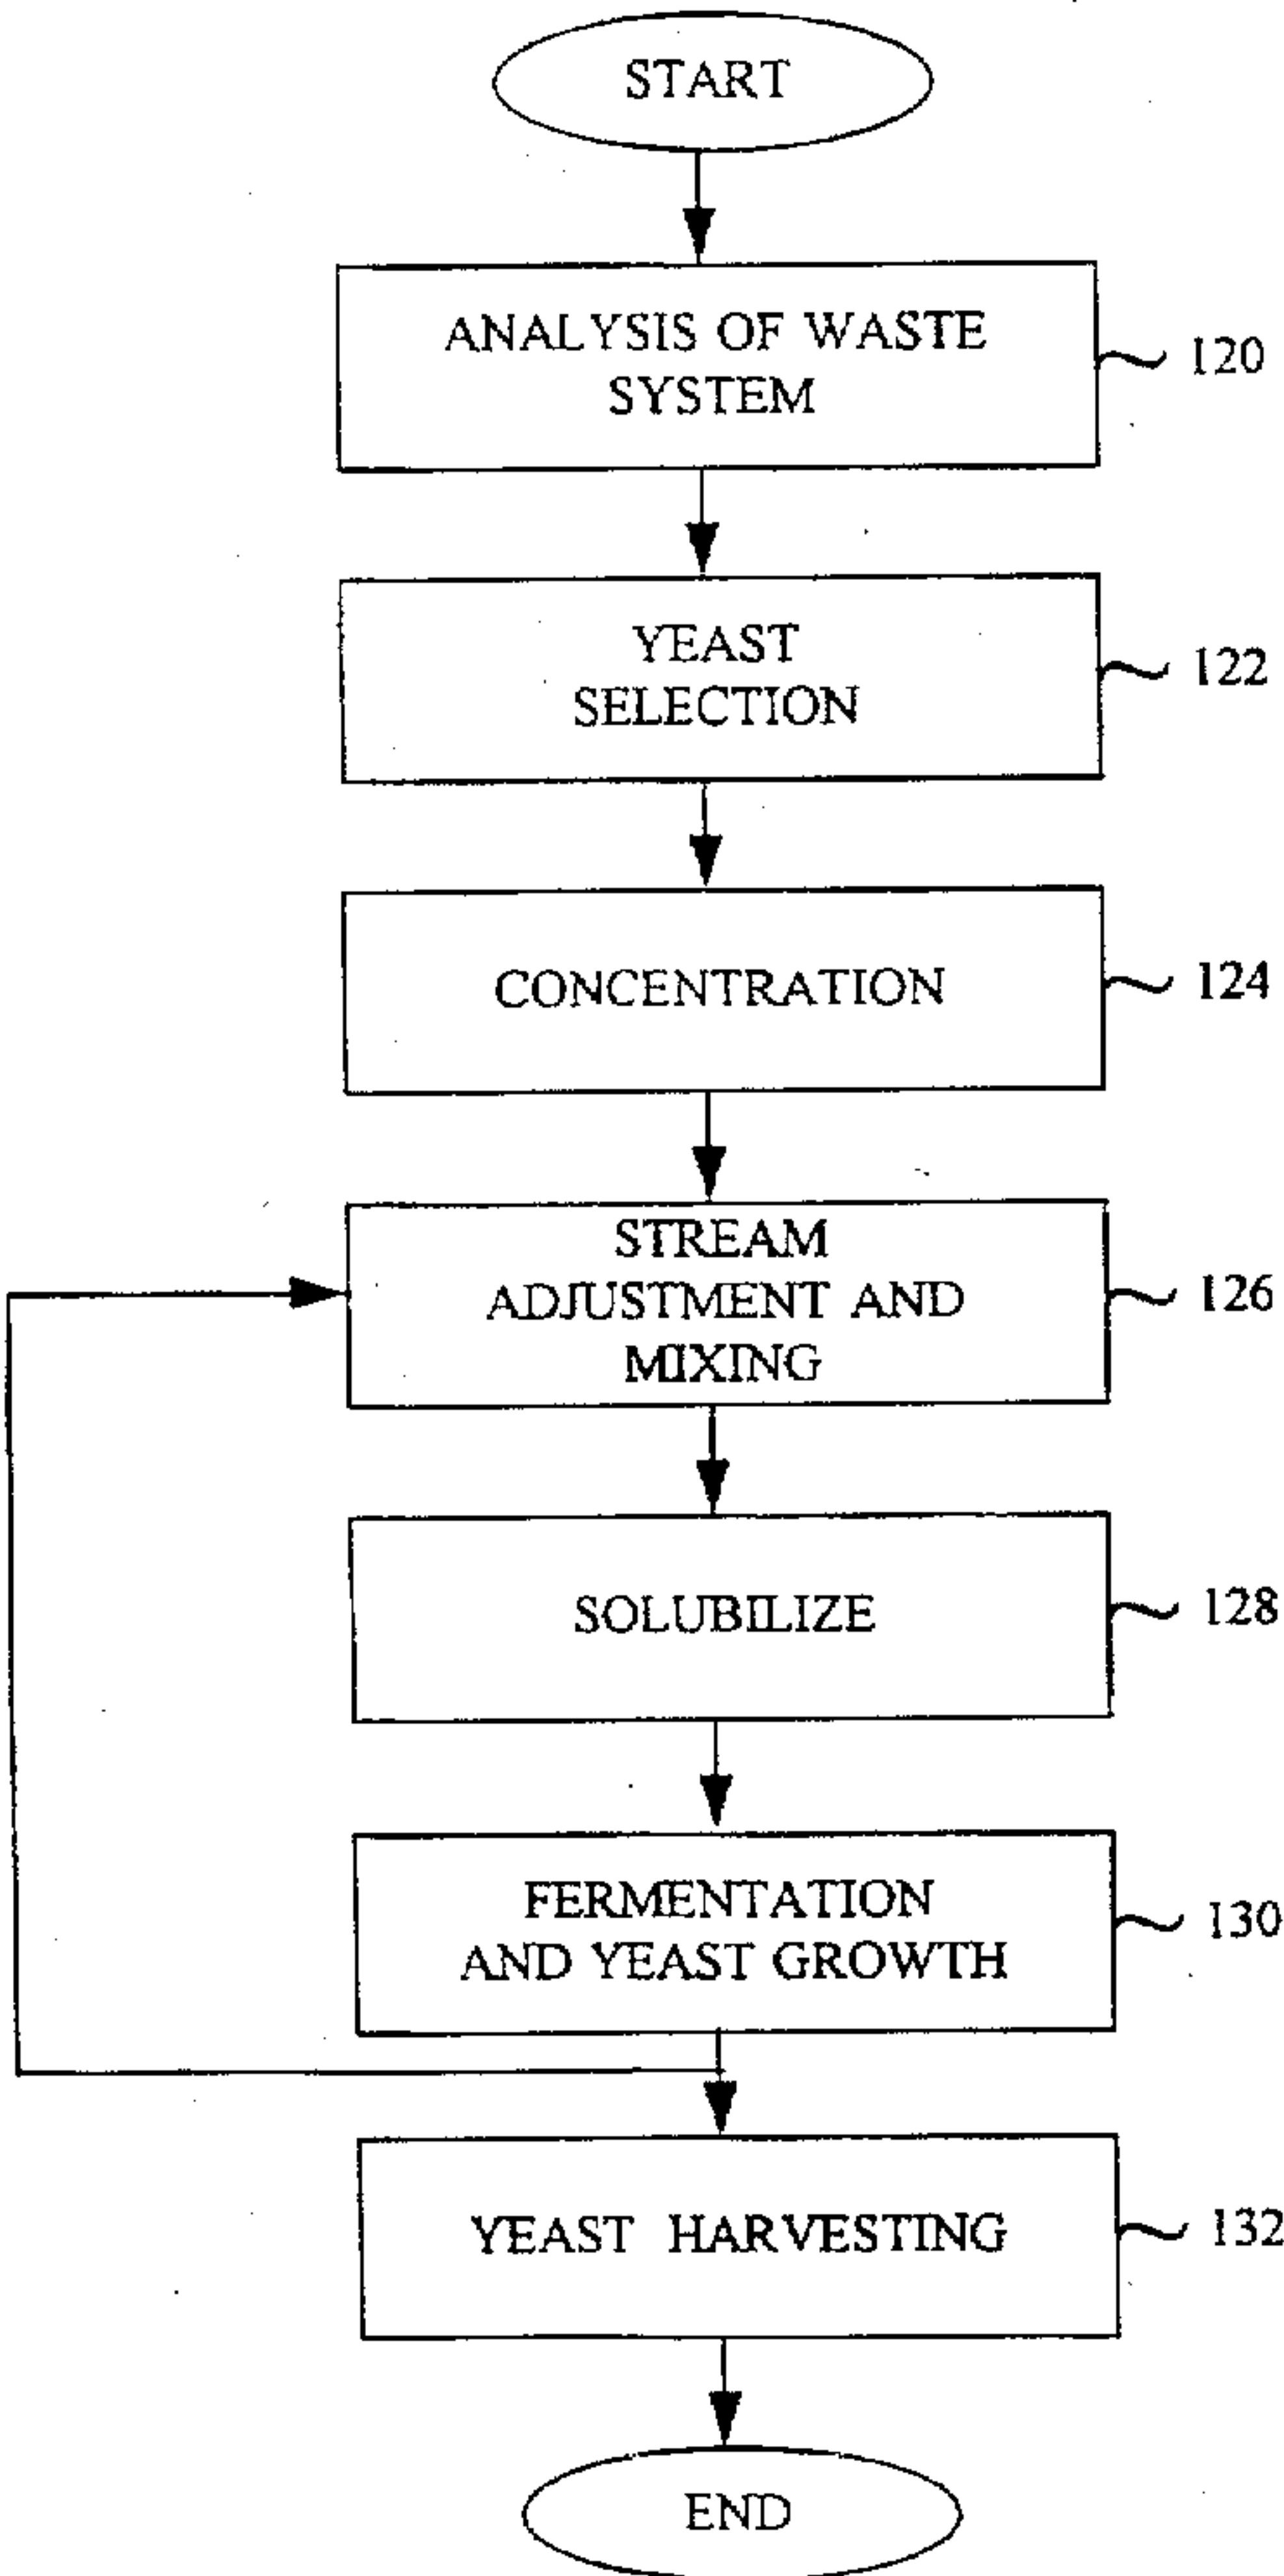 START
ANALYSIS OF WASTE
SYSTEM
120
YEAST
SELECTION
122
CONCENTRATION
124
STREAM
ADJUSTMENT AND
MIXING
126
SOLUBILIZE
128
FERMENTATION
AND YEAST GROWTH
130
YEAST HARVESTING
132
END